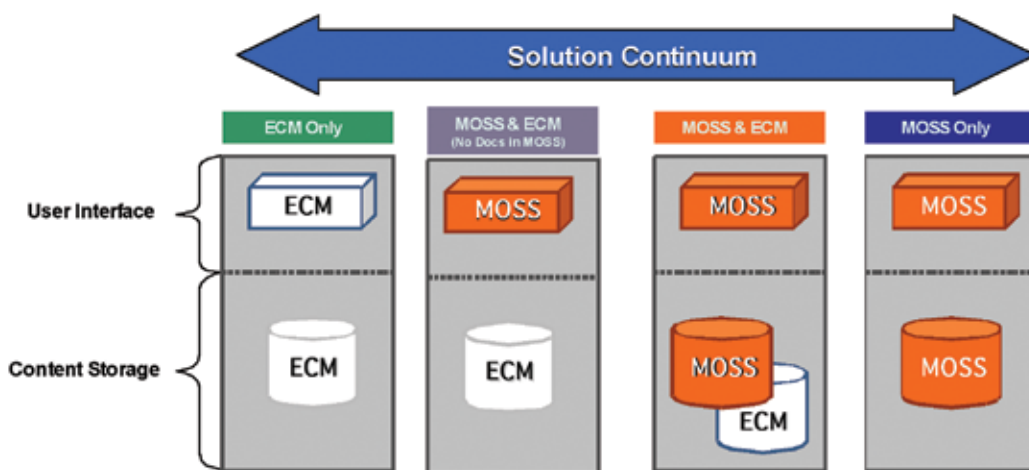 Solution Continuum
ECM Only
MOSS & ECM
(No Docs in MOSS)
MOSS & ECM
MOSS Only
User Interface
ECM
MOSS
MOSS
MOSS
Content Storage
ECM
ECM
MOSS
ECM
MOSS